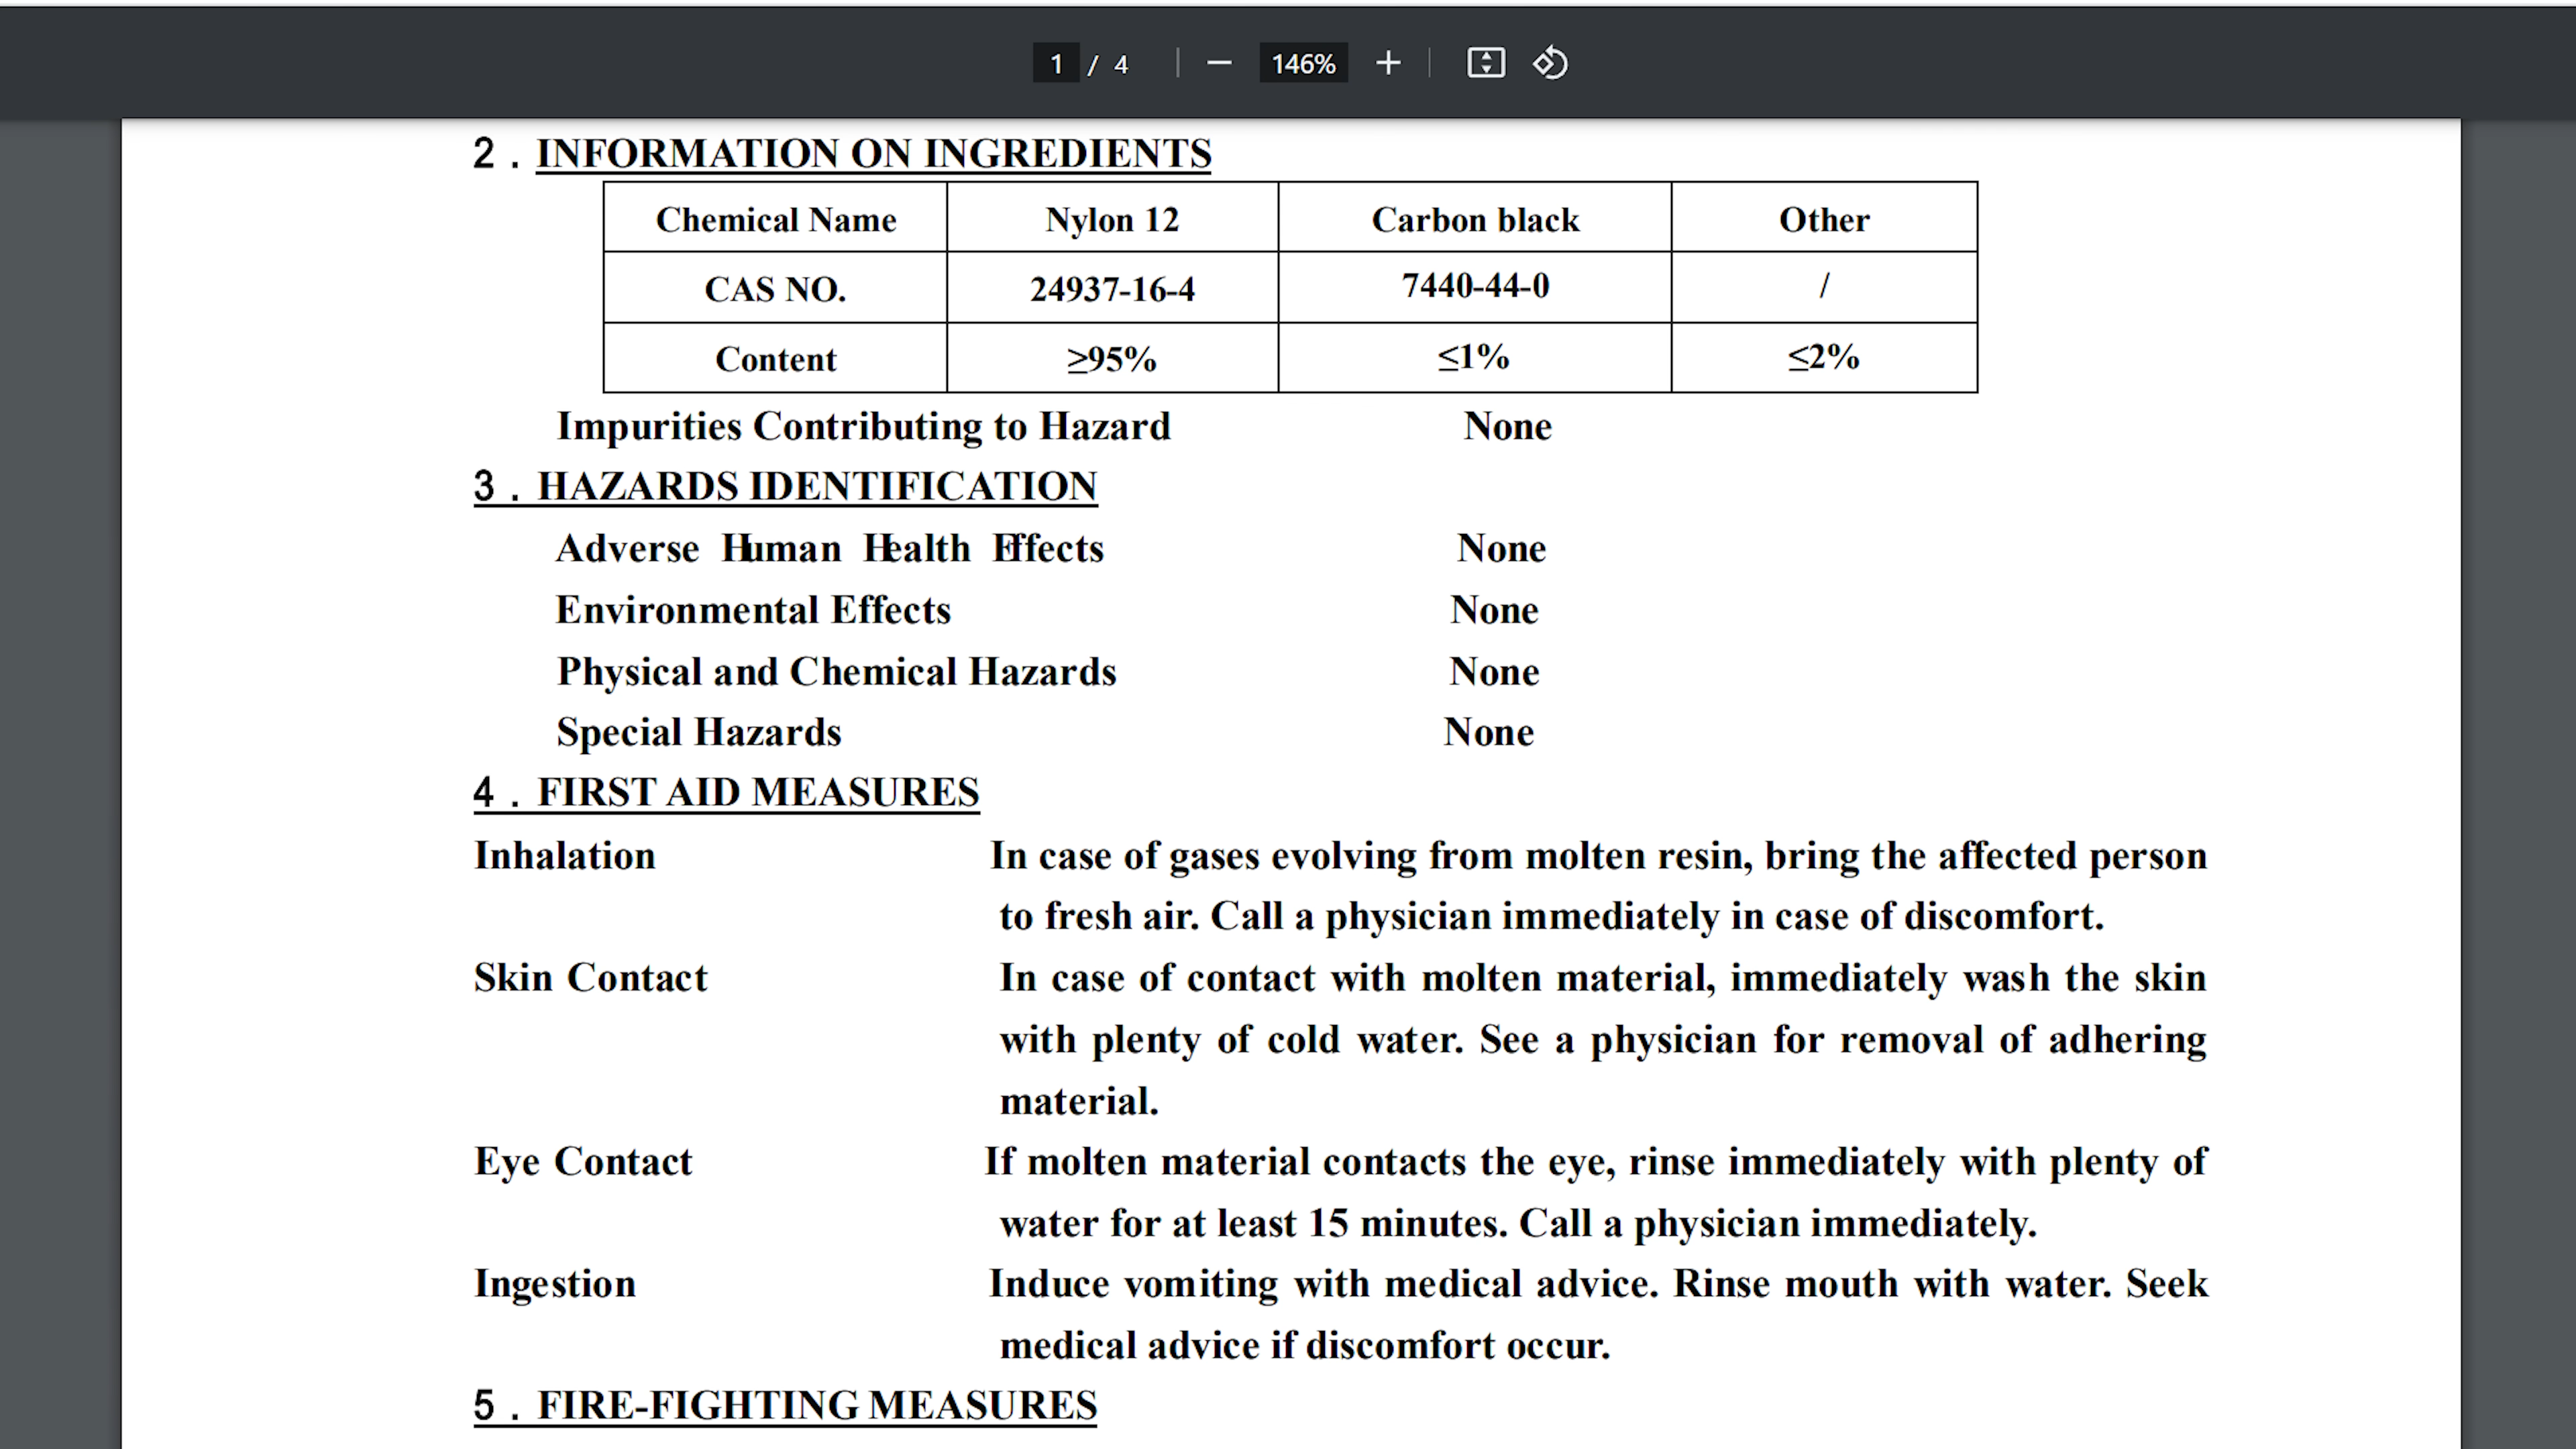 1 / 4 146%
2．INFORMATION ON INGREDIENTS
Chemical Name Nylon 12 Carbon black Other
CAS NO. 24937-16-4 7440-44-0 /
Content ≥95% ≤1% ≤2%
Impurities Contributing to Hazard None
3．HAZARDS IDENTIFICATION
Adverse Human Health Effects None
Environmental Effects None
Physical and Chemical Hazards None
Special Hazards None
4．FIRST AID MEASURES
Inhalation In case of gases evolving from molten resin, bring the affected person
to fresh air. Call a physician immediately in case of discomfort.
Skin Contact In case of contact with molten material, immediately wash the skin
with plenty of cold water. See a physician for removal of adhering
material.
Eye Contact If molten material contacts the eye, rinse immediately with plenty of
water for at least 15 minutes. Call a physician immediately.
Ingestion Induce vomiting with medical advice. Rinse mouth with water. Seek
medical advice if discomfort occur.
5．FIRE-FIGHTING MEASURES